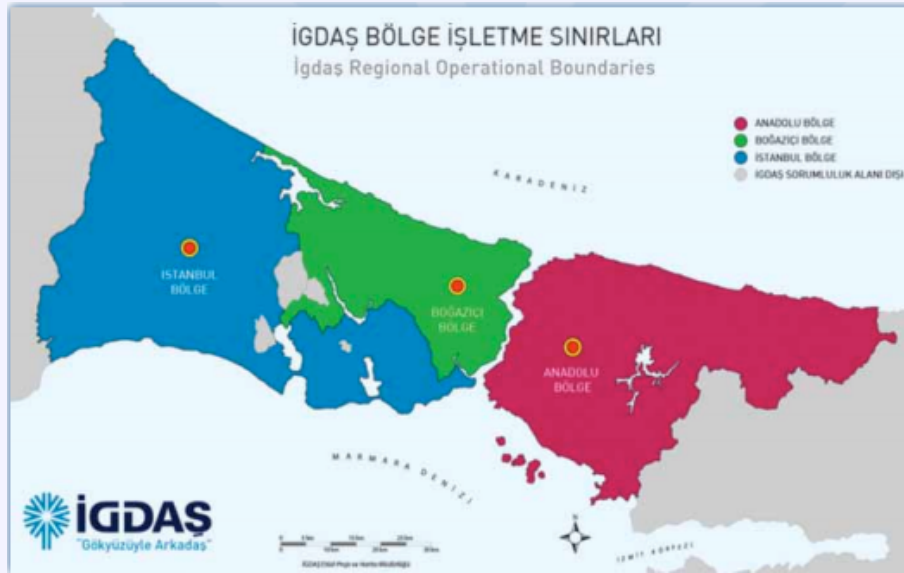 İGDAŞ BÖLGE İŞLETME SINIRLARI
İgdaş Regional Operational Boundaries
ANADOLU BÖLGE
BOĞAZİÇİ BÖLGE
İSTANBUL BÖLGE
İGDAŞ SORUMLULUK ALANI DIŞI
KARADENİZ
İSTANBUL
BÖLGE
BOĞAZİÇİ
BÖLGE
ANADOLU
BÖLGE
MARMARA DENİZİ
İZMİT KÖRFEZİ
N
İGDAŞ
"Gökyüzüyle Arkadaş"